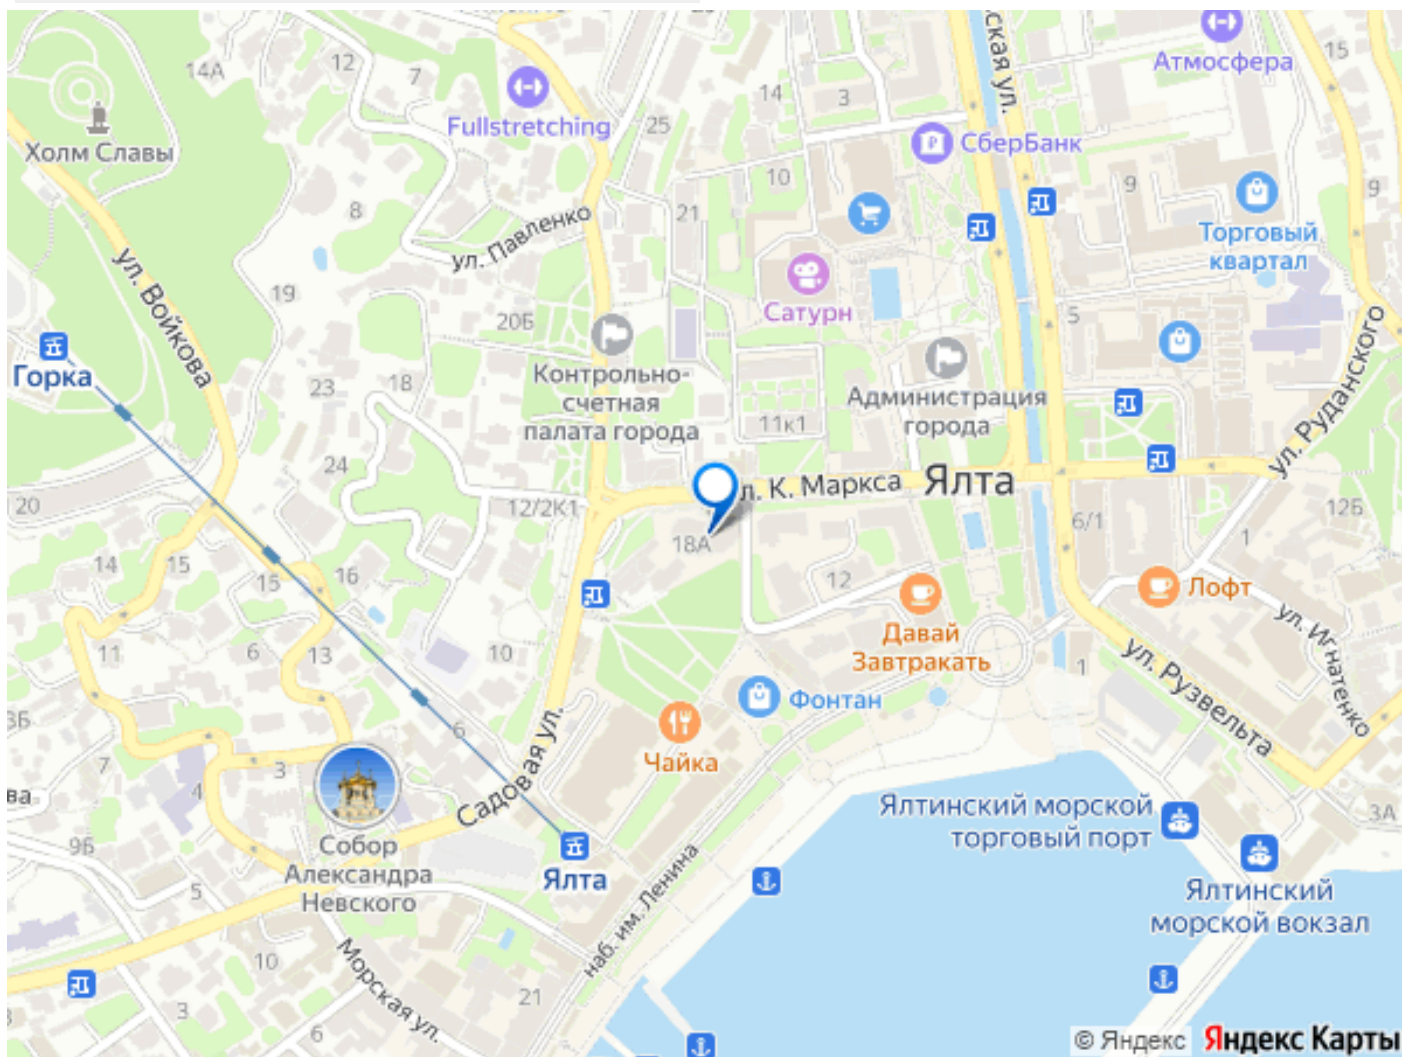 ская ул.
15
Атмосфера
12
7
14А
Fullstretching
25
14
3
СберБанк
Холм Славы
10
9
9
8
21
ул. Павленко
Торговый
квартал
ул. Войкова
19
20Б
Сатурн
5
Горка
Контрольно-
счетная
палата города
23
18
Администрация
города
11к1
ул. Руданского
24
л. К. Маркса
Ялта
20
12/2К1
6/1
12Б
18А
1
14
15
16
12
Лофт
Давай
Завтракать
ул. Игнатенко
11
6
13
10
1
ул. Рузвельта
Фонтан
3Б
6
Чайка
7
3
4
ва
Садовая ул.
Ялтинский морской
торговый порт
3А
9Б
Собор
Александра
Невского
Ялта
5
наб. им. Ленина
Ялтинский
морской вокзал
10
Морская ул.
21
3
6
© Яндекс Яндекс Карты